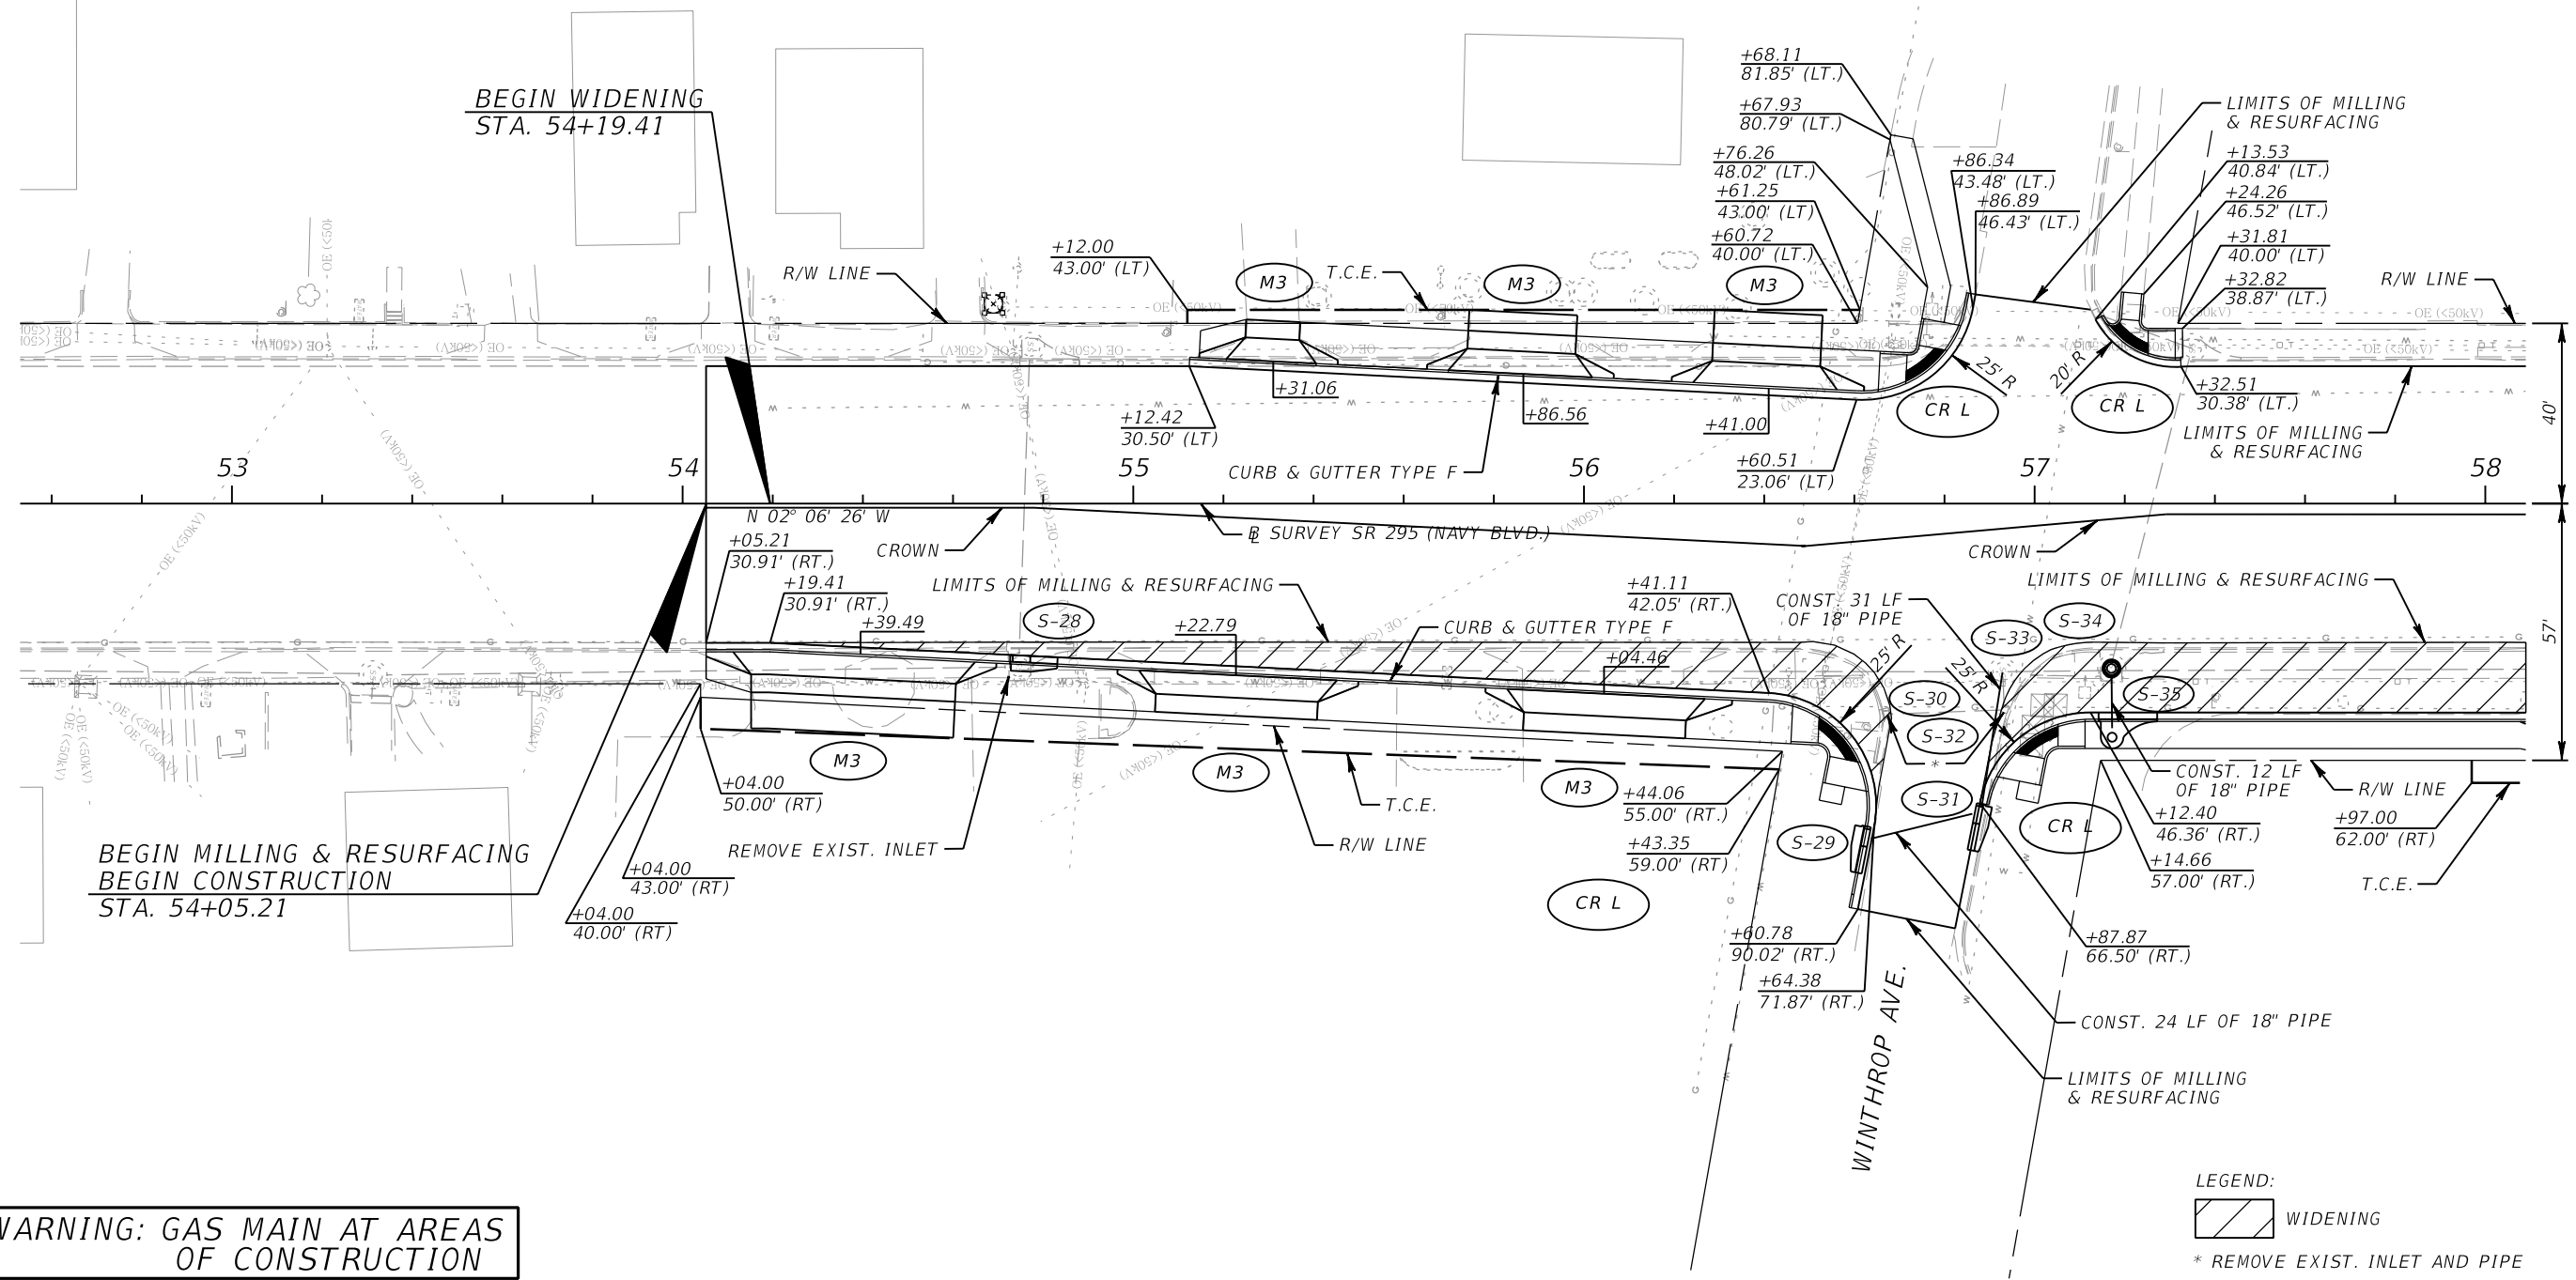 BEGIN WIDENING
STA. 54+19.41
+68.11
81.85' (LT.)
+67.93
80.79' (LT.)
+76.26
48.02' (LT.)
+61.25
43.00' (LT)
+60.72
40.00' (LT.)
+86.34
43.48' (LT.)
+86.89
46.43' (LT.)
LIMITS OF MILLING
& RESURFACING
+13.53
40.84' (LT.)
+24.26
46.52' (LT.)
+31.81
40.00' (LT)
+32.82
38.87' (LT.)
R/W LINE
R/W LINE
+12.00
43.00' (LT)
M3
T.C.E.
M3
M3
OE (<50kV)
OE (<50kV)
OE (<50kV)
OE (<50kV)
+12.42
30.50' (LT)
+31.06
+86.56
+41.00
CURB & GUTTER TYPE F
+60.51
23.06' (LT)
25' R
CR L
20' R
CR L
+32.51
30.38' (LT.)
LIMITS OF MILLING
& RESURFACING
40'
53
54
55
56
57
58
N 02° 06' 26" W
CROWN
B SURVEY SR 295 (NAVY BLVD.)
L
CROWN
+05.21
30.91' (RT.)
+19.41
30.91' (RT.)
+39.49
LIMITS OF MILLING & RESURFACING
S-28
+22.79
CURB & GUTTER TYPE F
+41.11
42.05' (RT.)
+04.46
CONST. 31 LF
OF 18" PIPE
LIMITS OF MILLING & RESURFACING
S-33
S-34
25' R
25' R
S-30
S-32
S-35
*
S-31
57'
M3
M3
M3
+04.00
50.00' (RT)
REMOVE EXIST. INLET
T.C.E.
R/W LINE
+44.06
55.00' (RT.)
+43.35
59.00' (RT)
S-29
CR L
CR L
CONST. 12 LF
OF 18" PIPE
R/W LINE
+12.40
46.36' (RT.)
+14.66
57.00' (RT.)
+97.00
62.00' (RT)
T.C.E.
BEGIN MILLING & RESURFACING
BEGIN CONSTRUCTION
STA. 54+05.21
+04.00
43.00' (RT)
+04.00
40.00' (RT)
+60.78
90.02' (RT.)
+64.38
71.87' (RT.)
+87.87
66.50' (RT.)
WINTHROP AVE.
CONST. 24 LF OF 18" PIPE
LIMITS OF MILLING
& RESURFACING
WARNING: GAS MAIN AT AREAS
OF CONSTRUCTION
LEGEND:
WIDENING
* REMOVE EXIST. INLET AND PIPE